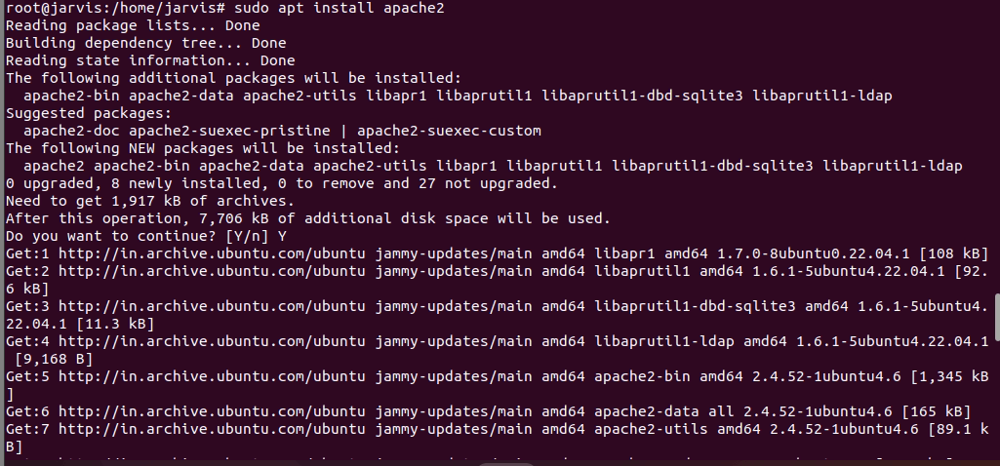 root@jarvis:/home/jarvis# sudo apt install apache2
Reading package lists... Done
Building dependency tree... Done
Reading state information... Done
The following additional packages will be installed:
  apache2-bin apache2-data apache2-utils libapr1 libaprutil1 libaprutil1-dbd-sqlite3 libaprutil1-ldap
Suggested packages:
  apache2-doc apache2-suexec-pristine | apache2-suexec-custom
The following NEW packages will be installed:
  apache2 apache2-bin apache2-data apache2-utils libapr1 libaprutil1 libaprutil1-dbd-sqlite3 libaprutil1-ldap
0 upgraded, 8 newly installed, 0 to remove and 27 not upgraded.
Need to get 1,917 kB of archives.
After this operation, 7,706 kB of additional disk space will be used.
Do you want to continue? [Y/n] Y
Get:1 http://in.archive.ubuntu.com/ubuntu jammy-updates/main amd64 libapr1 amd64 1.7.0-8ubuntu0.22.04.1 [108 kB]
Get:2 http://in.archive.ubuntu.com/ubuntu jammy-updates/main amd64 libaprutil1 amd64 1.6.1-5ubuntu4.22.04.1 [92.
6 kB]
Get:3 http://in.archive.ubuntu.com/ubuntu jammy-updates/main amd64 libaprutil1-dbd-sqlite3 amd64 1.6.1-5ubuntu4.
22.04.1 [11.3 kB]
Get:4 http://in.archive.ubuntu.com/ubuntu jammy-updates/main amd64 libaprutil1-ldap amd64 1.6.1-5ubuntu4.22.04.1
 [9,168 B]
Get:5 http://in.archive.ubuntu.com/ubuntu jammy-updates/main amd64 apache2-bin amd64 2.4.52-1ubuntu4.6 [1,345 kB
]
Get:6 http://in.archive.ubuntu.com/ubuntu jammy-updates/main amd64 apache2-data all 2.4.52-1ubuntu4.6 [165 kB]
Get:7 http://in.archive.ubuntu.com/ubuntu jammy-updates/main amd64 apache2-utils amd64 2.4.52-1ubuntu4.6 [89.1 k
B]